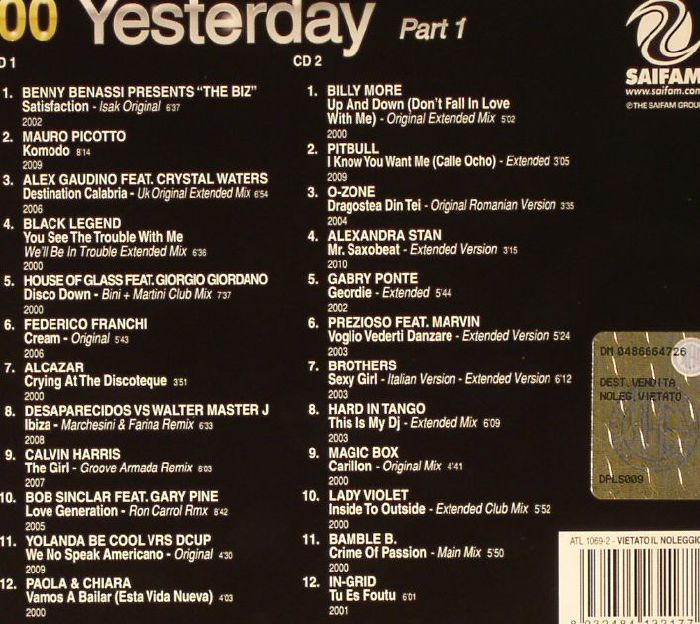 00 Yesterday Part 1
SAIFAM
www.saifam.com
℗ THE SAIFAM GROUP
D 1
1. BENNY BENASSI PRESENTS “THE BIZ”
Satisfaction - Isak Original 6'37
2002
2. MAURO PICOTTO
Komodo 8'14
2009
3. ALEX GAUDINO FEAT. CRYSTAL WATERS
Destination Calabria - Uk Original Extended Mix 6'54
2006
4. BLACK LEGEND
You See The Trouble With Me
We'll Be In Trouble Extended Mix 6'36
2000
5. HOUSE OF GLASS FEAT. GIORGIO GIORDANO
Disco Down - Bini + Martini Club Mix 7'37
2000
6. FEDERICO FRANCHI
Cream - Original 5'43
2006
7. ALCAZAR
Crying At The Discoteque 3'51
2000
8. DESAPARECIDOS VS WALTER MASTER J
Ibiza - Marchesini & Farina Remix 6'33
2008
9. CALVIN HARRIS
The Girl - Groove Armada Remix 6'03
2007
10. BOB SINCLAR FEAT. GARY PINE
Love Generation - Ron Carrol Rmx 8'42
2005
11. YOLANDA BE COOL VRS DCUP
We No Speak Americano - Original 4'30
2009
12. PAOLA & CHIARA
Vamos A Bailar (Esta Vida Nueva) 4'03
2000
CD 2
1. BILLY MORE
Up And Down (Don't Fall In Love
With Me) - Original Extended Mix 5'02
2000
2. PITBULL
I Know You Want Me (Calle Ocho) - Extended 3'05
2009
3. O-ZONE
Dragostea Din Tei - Original Romanian Version 3'35
2004
4. ALEXANDRA STAN
Mr. Saxobeat - Extended Version 3'15
2010
5. GABRY PONTE
Geordie - Extended 5'44
2002
6. PREZIOSO FEAT. MARVIN
Voglio Vederti Danzare - Extended Version 5'24
2003
7. BROTHERS
Sexy Girl - Italian Version - Extended Version 6'12
2003
8. HARD IN TANGO
This Is My Dj - Extended Mix 6'09
2003
9. MAGIC BOX
Carillon - Original Mix 4'41
2000
10. LADY VIOLET
Inside To Outside - Extended Club Mix 5'52
2000
11. BAMBLE B.
Crime Of Passion - Main Mix 5'50
2000
12. IN-GRID
Tu Es Foutu 6'01
2001
DM 0486664726
DEST.VENDITA
NOLEG.VIETATO
DPLS009
ATL 1069-2 - VIETATO IL NOLEGGIO
8 032484 132177